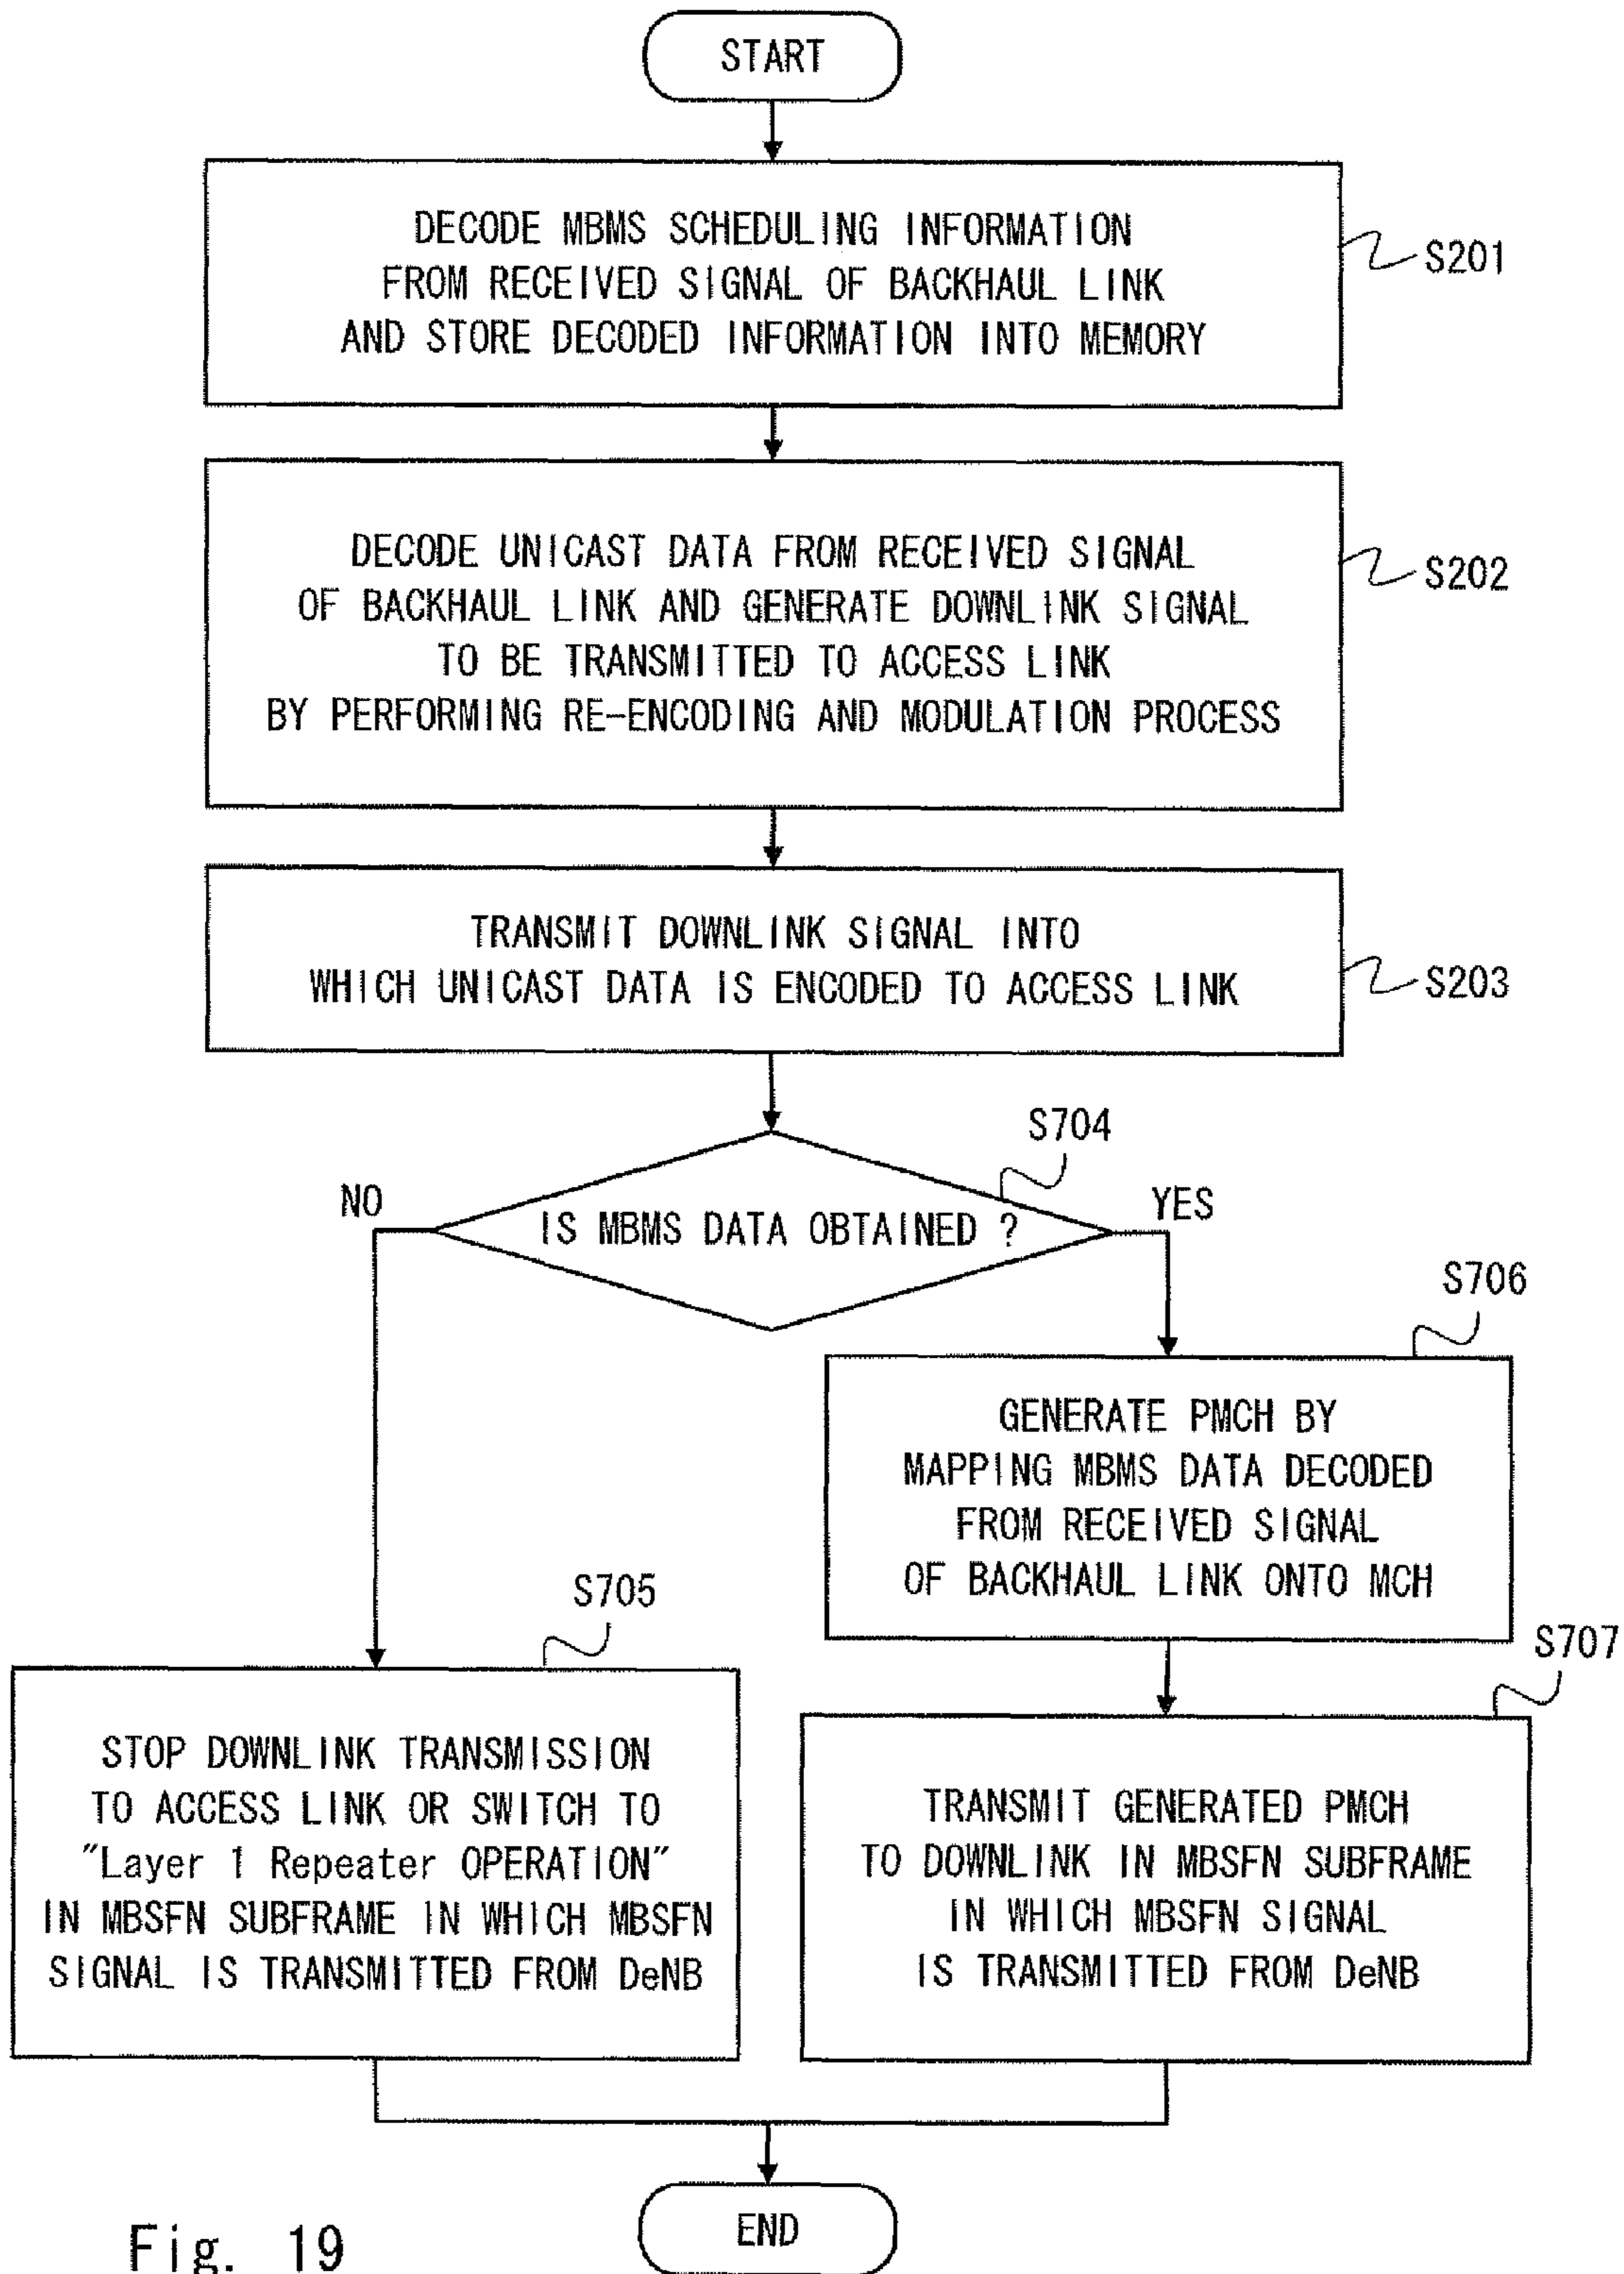 START
DECODE MBMS SCHEDULING INFORMATION
FROM RECEIVED SIGNAL OF BACKHAUL LINK
AND STORE DECODED INFORMATION INTO MEMORY
S201
DECODE UNICAST DATA FROM RECEIVED SIGNAL
OF BACKHAUL LINK AND GENERATE DOWNLINK SIGNAL
TO BE TRANSMITTED TO ACCESS LINK
BY PERFORMING RE-ENCODING AND MODULATION PROCESS
S202
TRANSMIT DOWNLINK SIGNAL INTO
WHICH UNICAST DATA IS ENCODED TO ACCESS LINK
S203
S704
NO
IS MBMS DATA OBTAINED ?
YES
S706
GENERATE PMCH BY
MAPPING MBMS DATA DECODED
FROM RECEIVED SIGNAL
OF BACKHAUL LINK ONTO MCH
S705
STOP DOWNLINK TRANSMISSION
TO ACCESS LINK OR SWITCH TO
"Layer 1 Repeater OPERATION"
IN MBSFN SUBFRAME IN WHICH MBSFN
SIGNAL IS TRANSMITTED FROM DeNB
S707
TRANSMIT GENERATED PMCH
TO DOWNLINK IN MBSFN SUBFRAME
IN WHICH MBSFN SIGNAL
IS TRANSMITTED FROM DeNB
END
Fig. 19